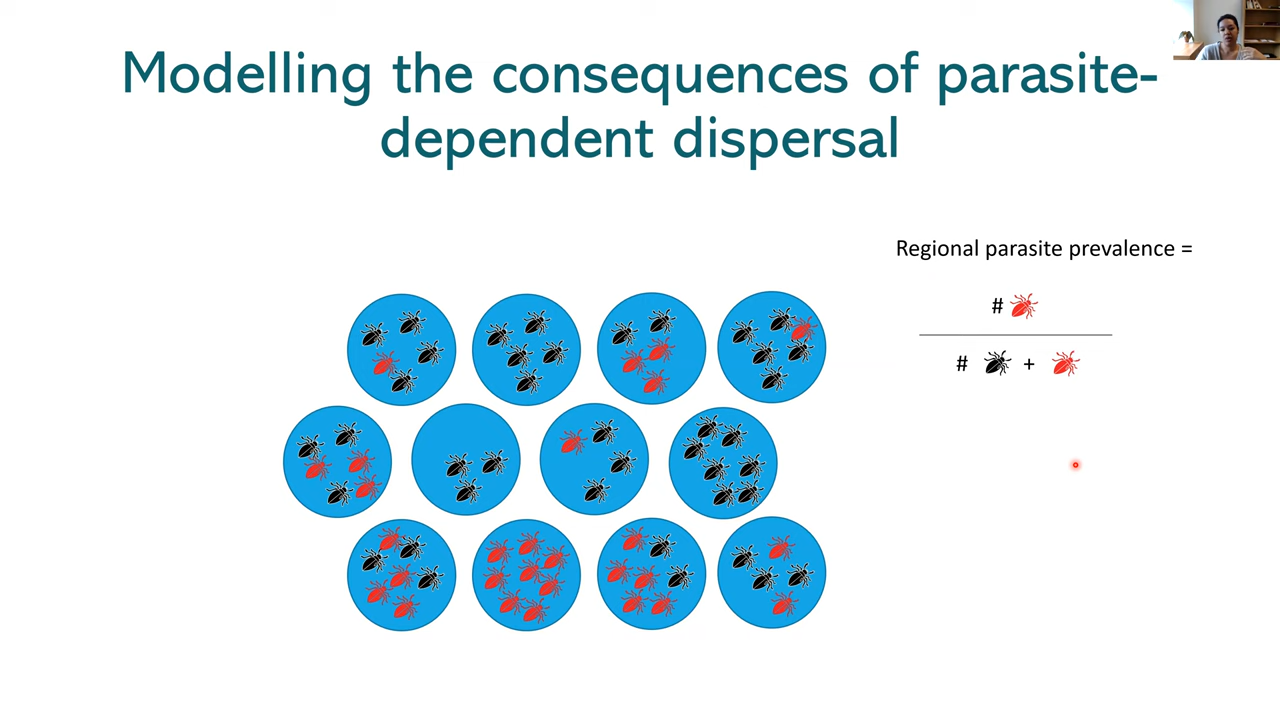 Modelling the consequences of parasite-
dependent dispersal
Regional parasite prevalence =
#
# +